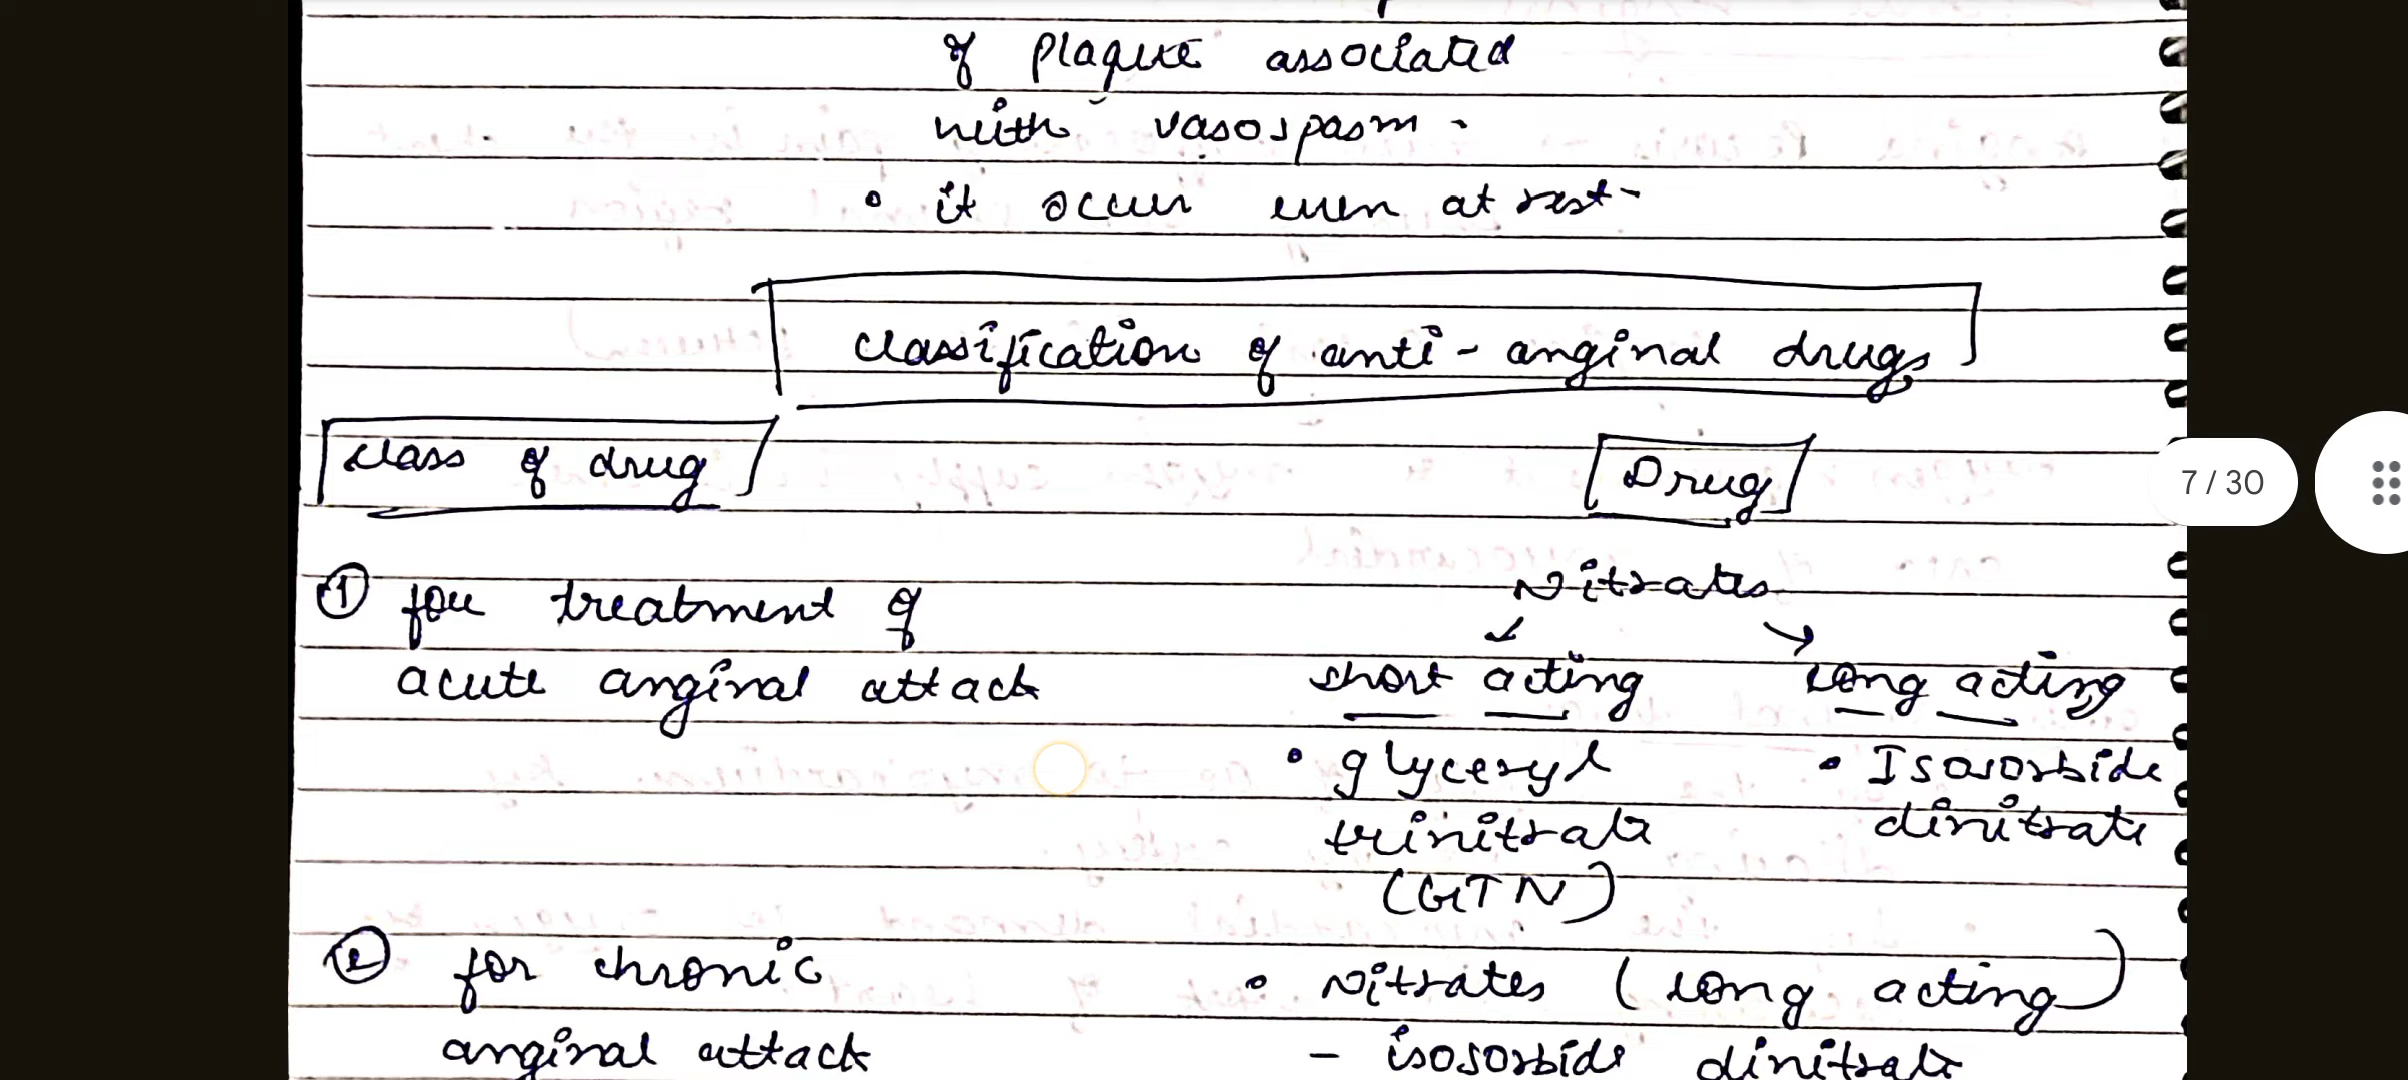 of plaque associated
with vasospasm.
• it occur even at rest-
classification of anti-anginal drugs
class of drug
Drug
① for treatment of
acute anginal attack
Nitrates
short acting
long acting
• glyceryl
trinitrate
(GTN)
• Isosorbide
dinitrate
② for chronic
anginal attack
• Nitrates (long acting)
- isosorbide dinitrate
7/30